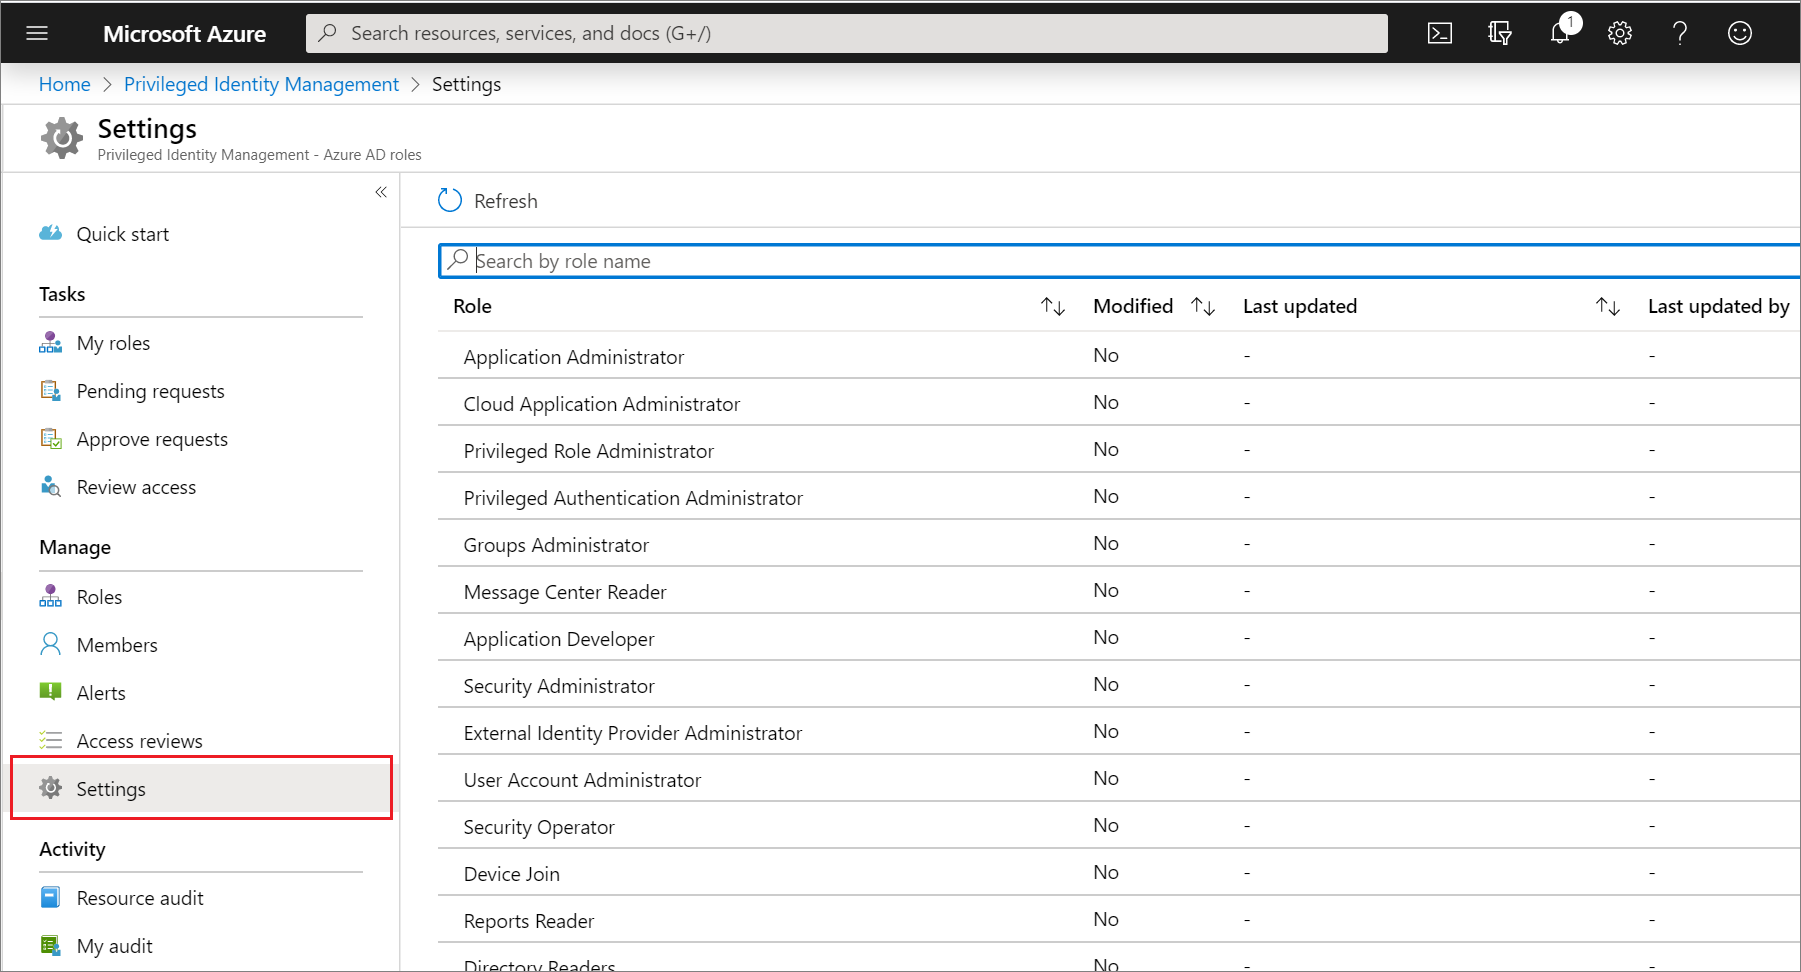 Microsoft Azure
Search resources, services, and docs (G+/)
1
Home > Privileged Identity Management > Settings
Settings
Privileged Identity Management - Azure AD roles
«
Quick start
Tasks
My roles
Pending requests
Approve requests
Review access
Manage
Roles
Members
Alerts
Access reviews
Settings
Activity
Resource audit
My audit
Refresh
Search by role name
Role ↑↓ Modified ↑↓ Last updated ↑↓ Last updated by
Application Administrator No - -
Cloud Application Administrator No - -
Privileged Role Administrator No - -
Privileged Authentication Administrator No - -
Groups Administrator No - -
Message Center Reader No - -
Application Developer No - -
Security Administrator No - -
External Identity Provider Administrator No - -
User Account Administrator No - -
Security Operator No - -
Device Join No - -
Reports Reader No - -
Directory Readers No - -